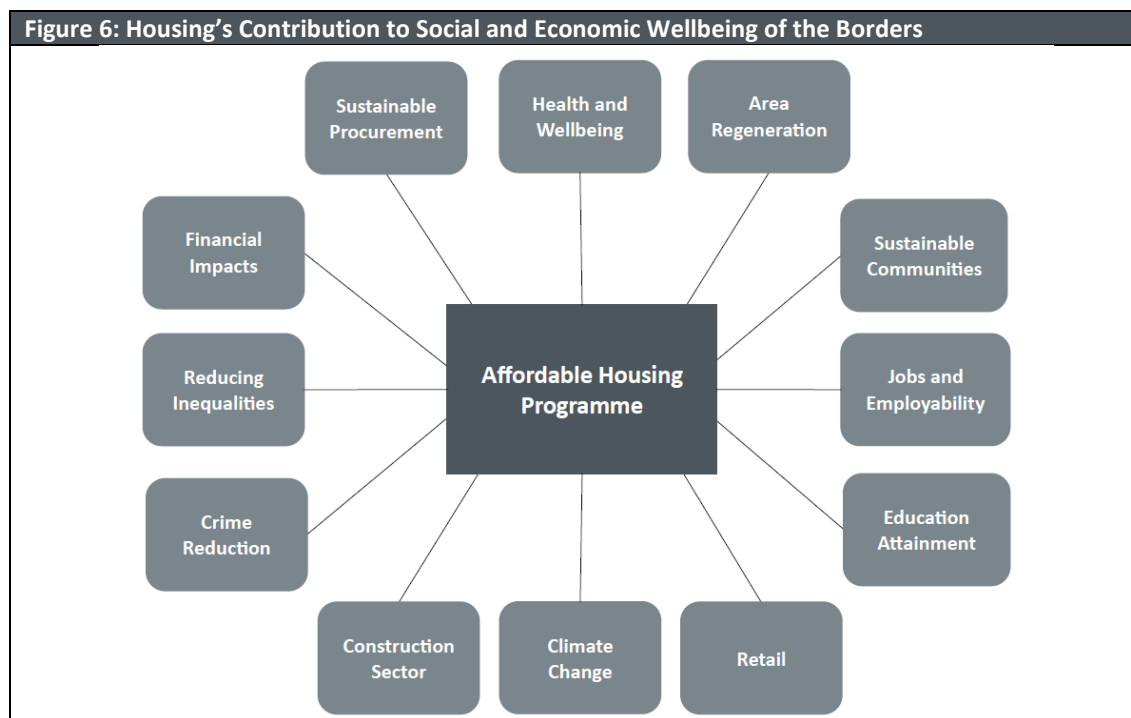 Figure 6: Housing’s Contribution to Social and Economic Wellbeing of the Borders
Sustainable
Procurement
Health and
Wellbeing
Area
Regeneration
Financial
Impacts
Sustainable
Communities
Reducing
Inequalities
Affordable Housing
Programme
Jobs and
Employability
Crime
Reduction
Education
Attainment
Construction
Sector
Climate
Change
Retail